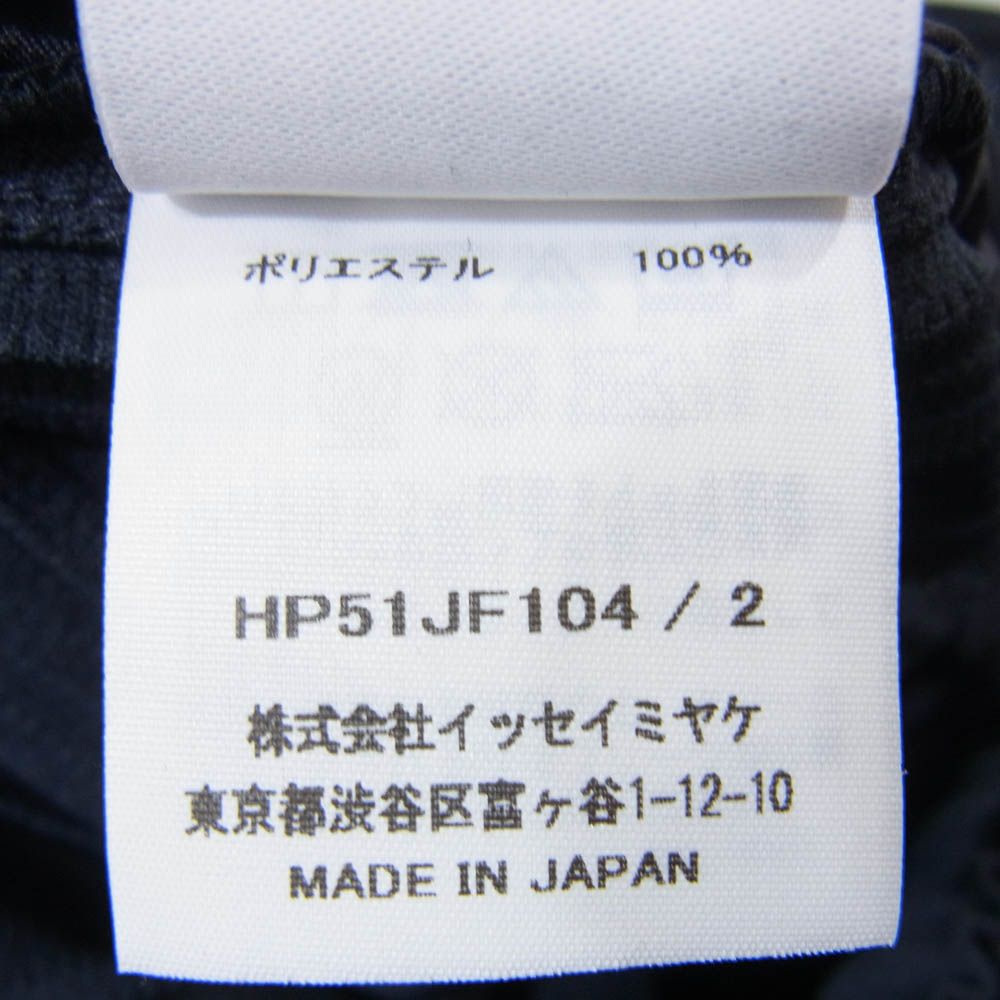 ポリエステル 100%
HP51JF104 / 2
株式会社イッセイミヤケ
東京都渋谷区富ヶ谷1-12-10
MADE IN JAPAN